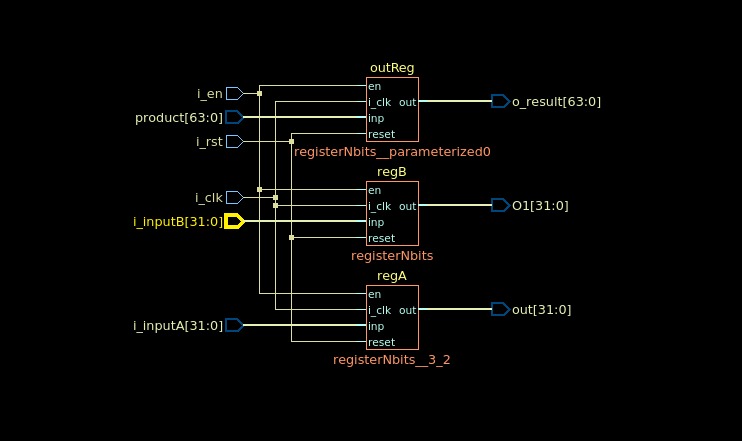 outReg
i_en
en
i_clk
out
o_result[63:0]
product[63:0]
inp
i_rst
reset
registerNbits__parameterized0
regB
en
i_clk
i_clk
out
O1[31:0]
i_inputB[31:0]
inp
reset
registerNbits
regA
en
i_clk
out
out[31:0]
i_inputA[31:0]
inp
reset
registerNbits__3_2